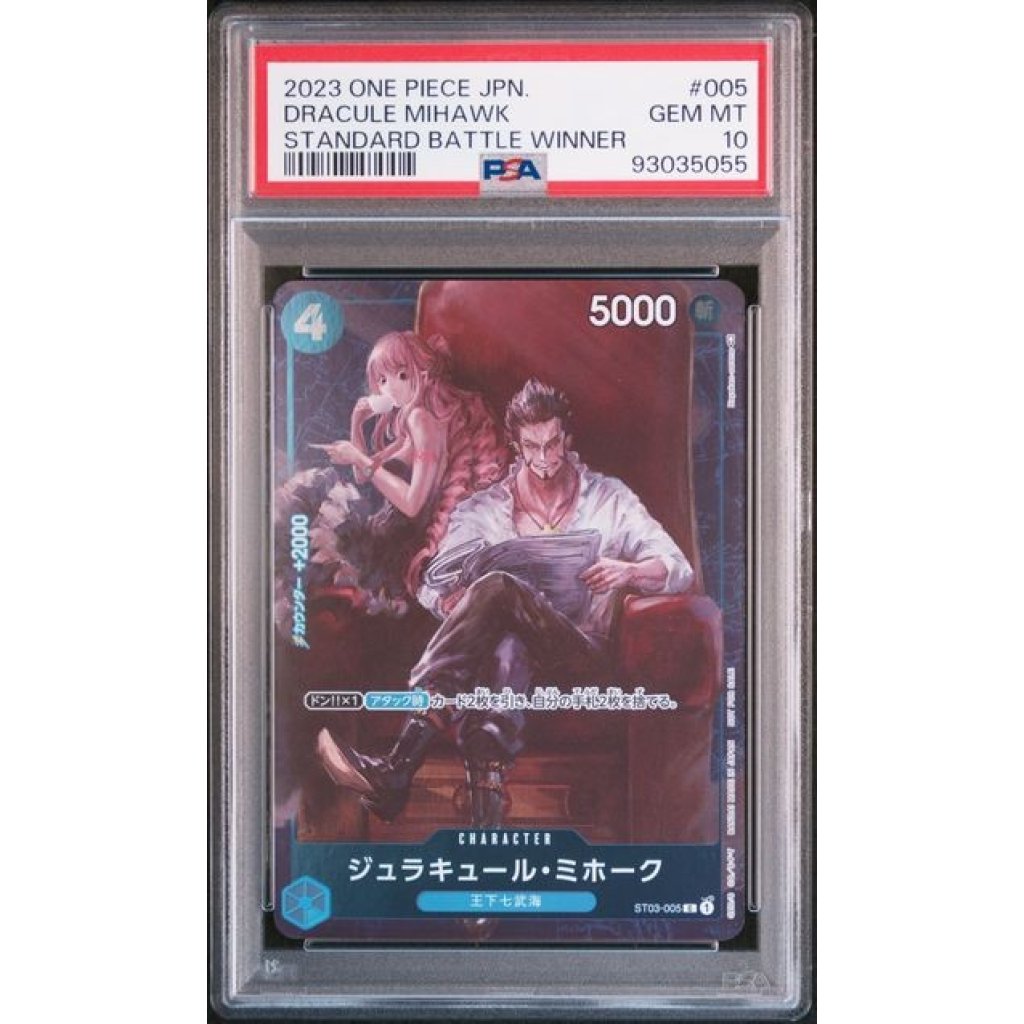 2023 ONE PIECE JPN. #005
DRACULE MIHAWK GEM MT
STANDARD BATTLE WINNER 10
PSA 93035055
4
5000
斬
カウンター +2000
ドン!!×1 アタック時 カード2枚を引き、自分の手札2枚を捨てる。
CHARACTER
ジュラキュール・ミホーク
王下七武海
ST03-005 C 1
PSA